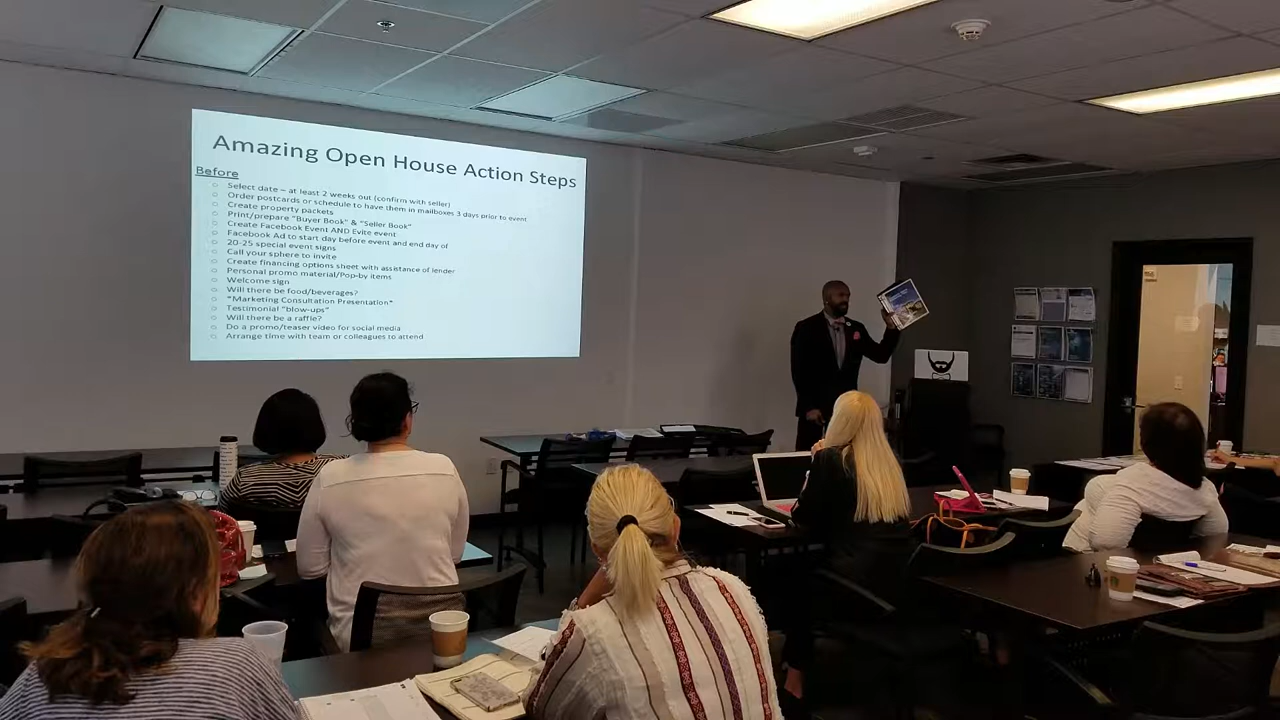 Amazing Open House Action Steps
Before
Select date – at least 2 weeks out (confirm with seller)
Order postcards or schedule to have them in mailboxes 3 days prior to event
Create property packets
Print/prepare "Buyer Book" & "Seller Book"
Create Facebook Event AND Evite event
Facebook Ad to start day before event and end day of
20-25 special event signs
Call your sphere to invite
Create financing options sheet with assistance of lender
Personal promo material/Pop-by items
Welcome sign
Will there be food/beverages?
*Marketing Consultation Presentation*
Testimonial "blow-ups"
Will there be a raffle?
Do a promo/teaser video for social media
Arrange time with team or colleagues to attend